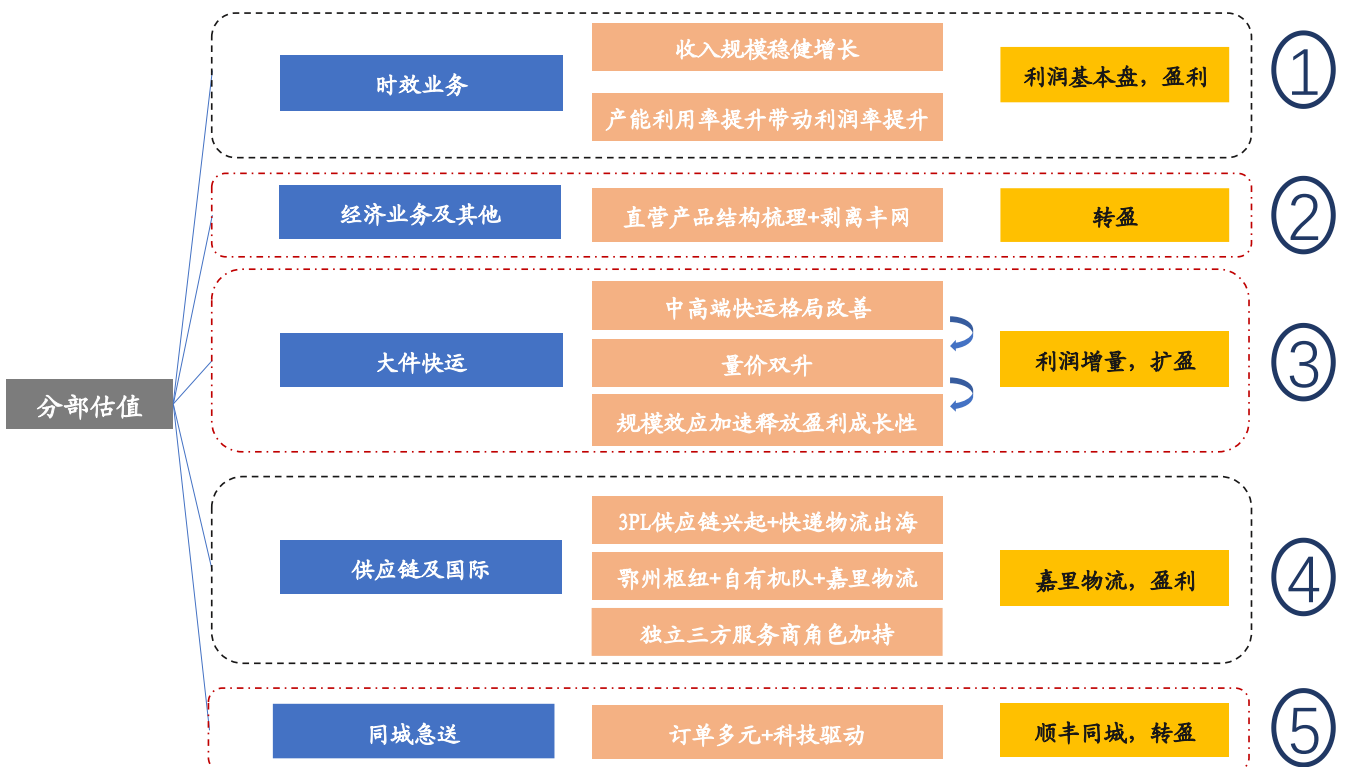 分部估值
时效业务
收入规模稳健增长
产能利用率提升带动利润率提升
利润基本盘，盈利
①
经济业务及其他
直营产品结构梳理+剥离丰网
转盈
②
大件快运
中高端快运格局改善
量价双升
规模效应加速释放盈利成长性
利润增量，扩盈
③
供应链及国际
3PL供应链兴起+快递物流出海
鄂州枢纽+自有机队+嘉里物流
独立三方服务商角色加持
嘉里物流，盈利
④
同城急送
订单多元+科技驱动
顺丰同城，转盈
⑤